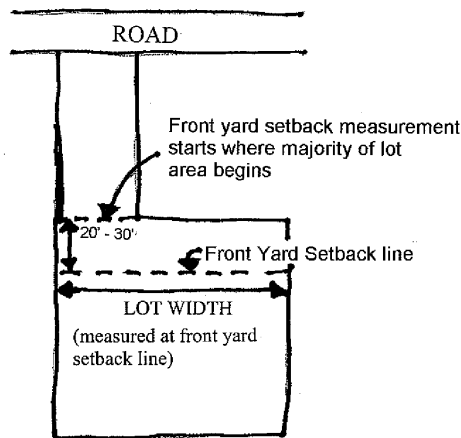 ROAD
Front yard setback measurement
starts where majority of lot
area begins
20' - 30'
Front Yard Setback line
LOT WIDTH
(measured at front yard
setback line)